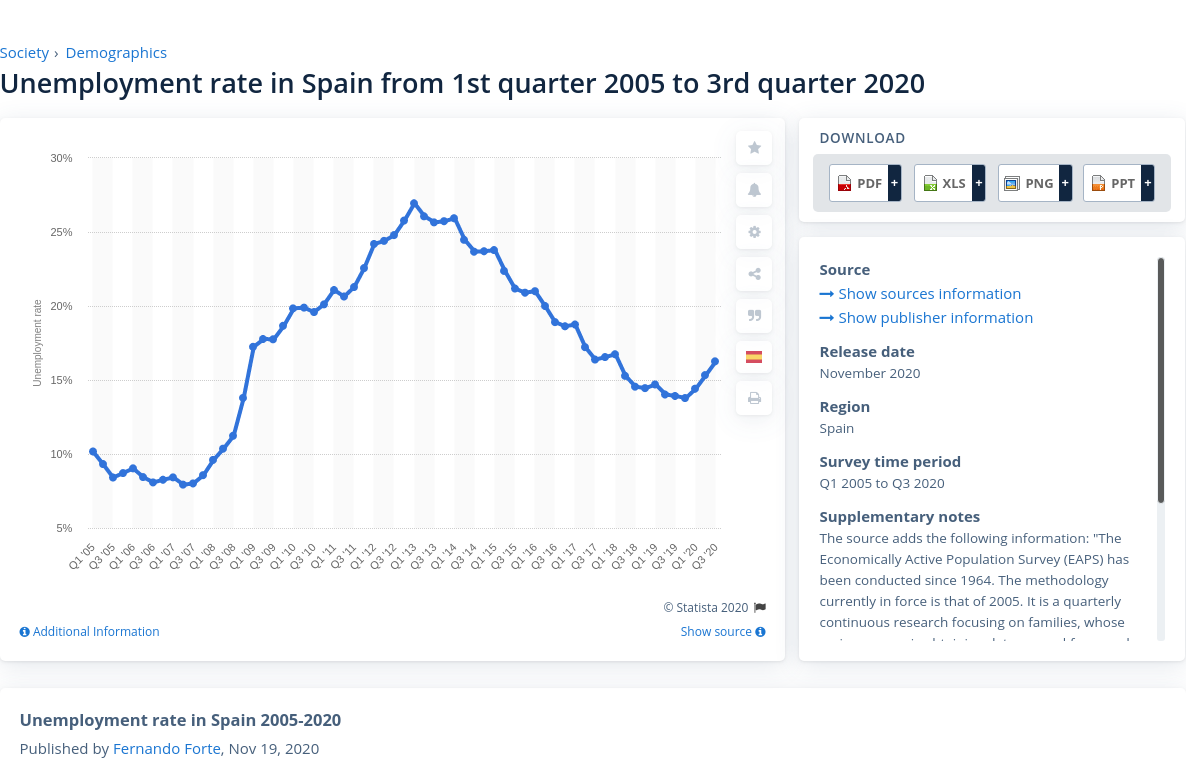 Society › Demographics
Unemployment rate in Spain from 1st quarter 2005 to 3rd quarter 2020
30%
25%
20%
15%
10%
5%
Unemployment rate
Q1 '05
Q3 '05
Q1 '06
Q3 '06
Q1 '07
Q3 '07
Q1 '08
Q3 '08
Q1 '09
Q3 '09
Q1 '10
Q3 '10
Q1 '11
Q3 '11
Q1 '12
Q3 '12
Q1 '13
Q3 '13
Q1 '14
Q3 '14
Q1 '15
Q3 '15
Q1 '16
Q3 '16
Q1 '17
Q3 '17
Q1 '18
Q3 '18
Q1 '19
Q3 '19
Q1 '20
Q3 '20
© Statista 2020
Additional Information
Show source
DOWNLOAD
PDF + XLS + PNG + PPT +
Source
Show sources information
Show publisher information
Release date
November 2020
Region
Spain
Survey time period
Q1 2005 to Q3 2020
Supplementary notes
The source adds the following information: "The
Economically Active Population Survey (EAPS) has
been conducted since 1964. The methodology
currently in force is that of 2005. It is a quarterly
continuous research focusing on families, whose
Unemployment rate in Spain 2005-2020
Published by Fernando Forte, Nov 19, 2020